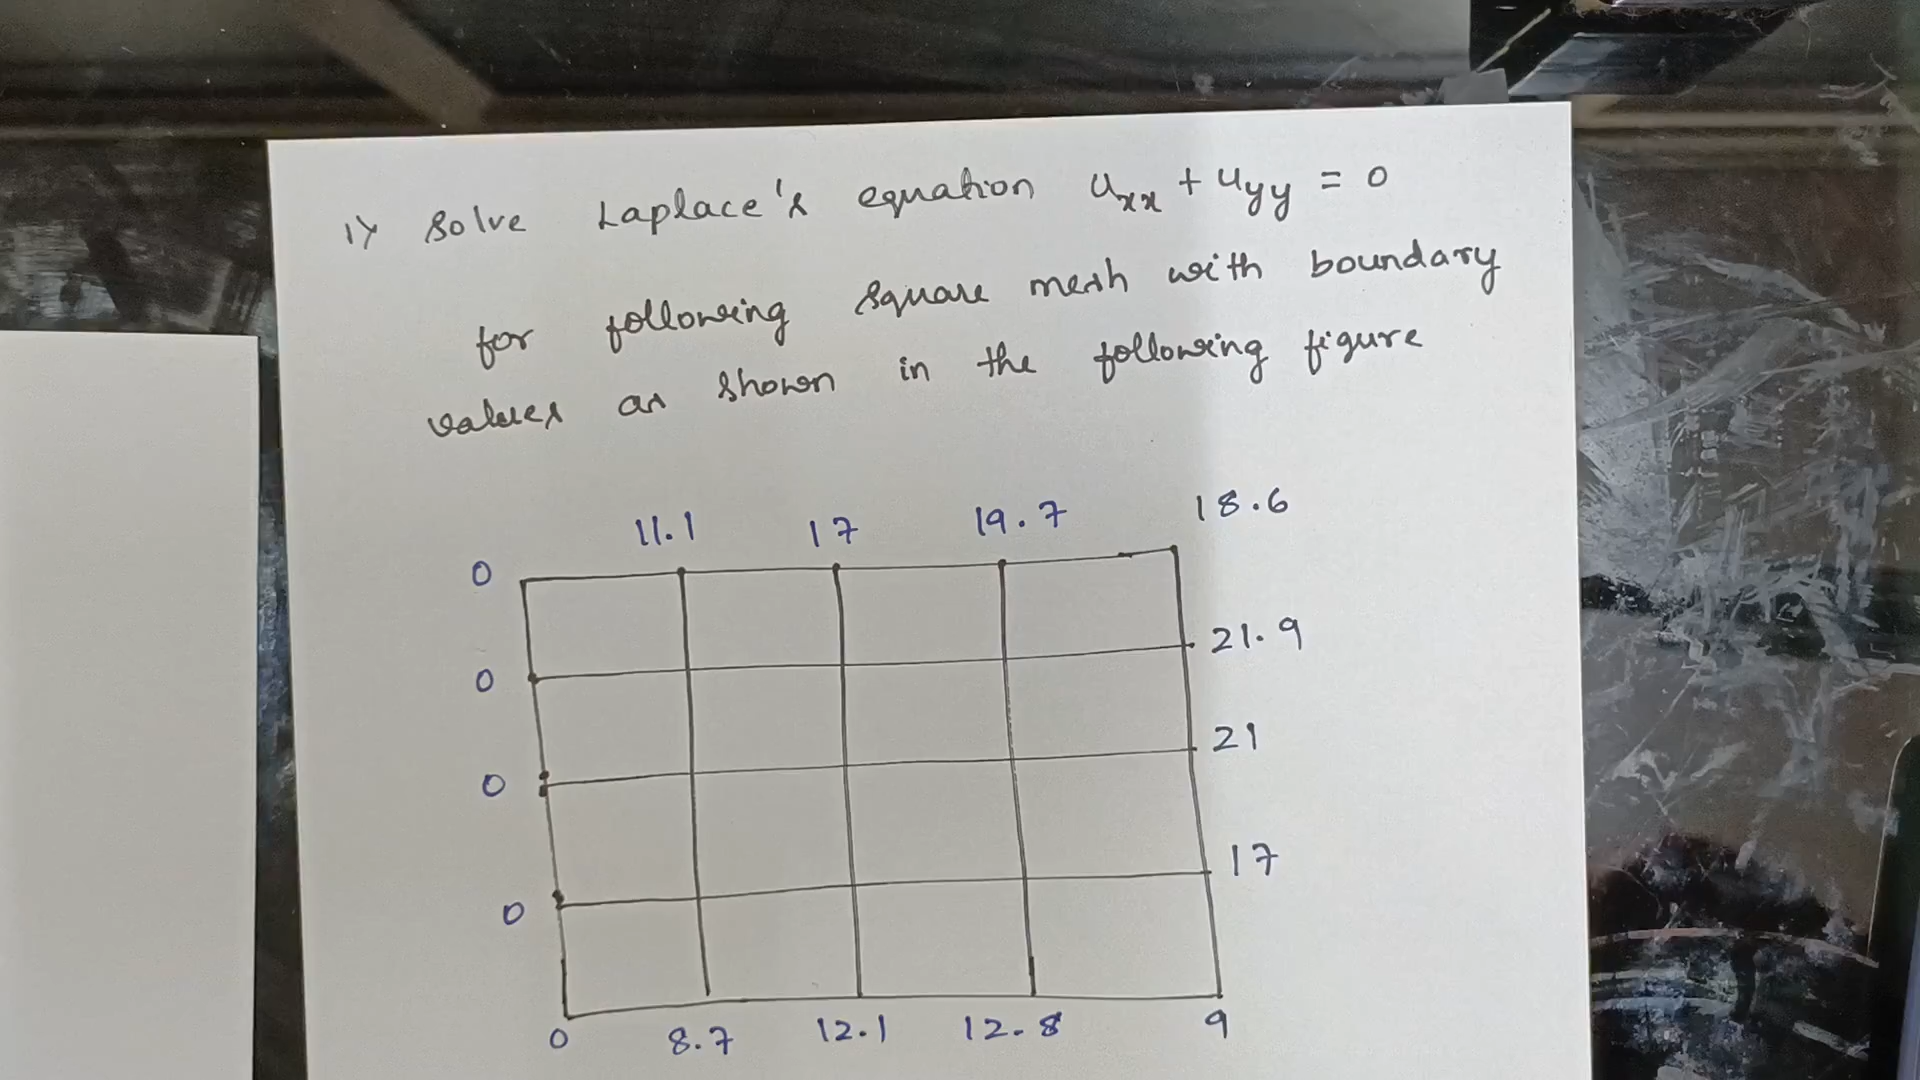 1) Solve Laplace's equation uxx + uyy = 0
for following square mesh with boundary
values as shown in the following figure
0 11.1 17 19.7 18.6
0 21.9
0 21
0 17
0 8.7 12.1 12.8 9